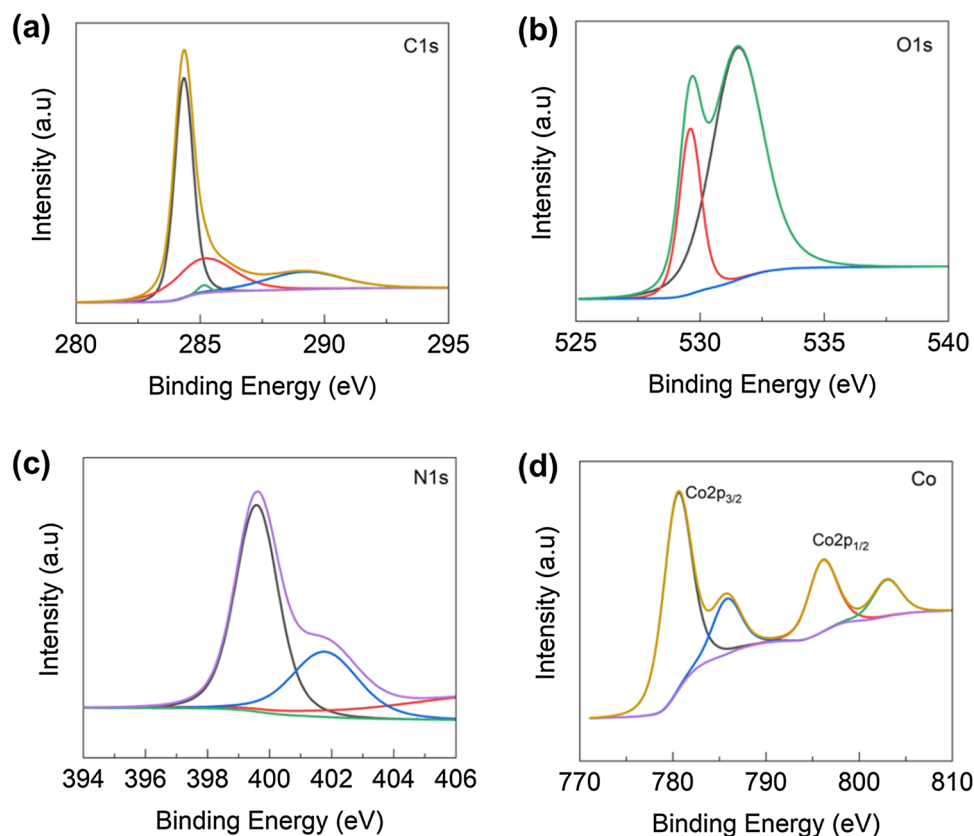 (a)
C1s
Intensity (a.u)
280 285 290 295
Binding Energy (eV)
(b)
O1s
Intensity (a.u)
525 530 535 540
Binding Energy (eV)
(c)
N1s
Intensity (a.u)
394 396 398 400 402 404 406
Binding Energy (eV)
(d)
Co
Co2p3/2
Co2p1/2
Intensity (a.u)
770 780 790 800 810
Binding Energy (eV)